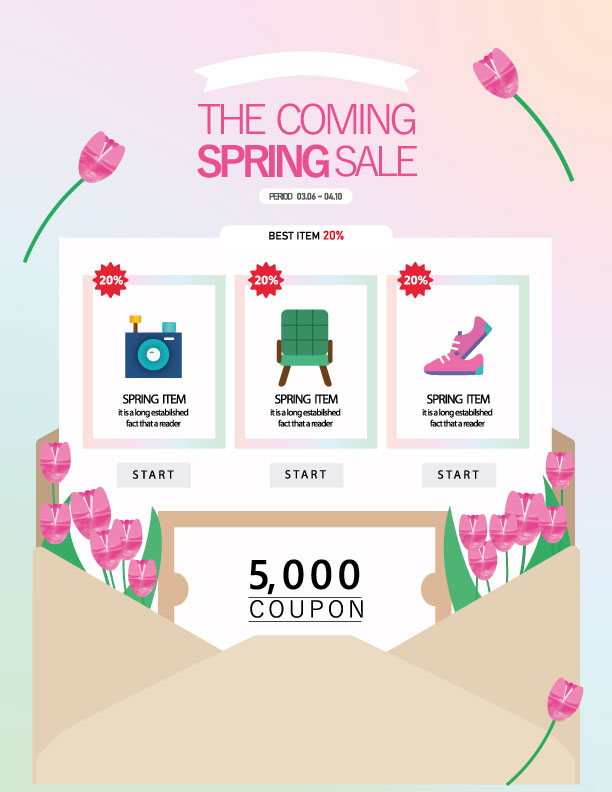 THE COMING
SPRING SALE
PERIOD 03.06 ~ 04.10
BEST ITEM 20%
20%
SPRING ITEM
it is a long estabilshed
fact that a reader
START
20%
SPRING ITEM
it is a long estabilshed
fact that a reader
START
20%
SPRING ITEM
it is a long estabilshed
fact that a reader
START
5,000
COUPON